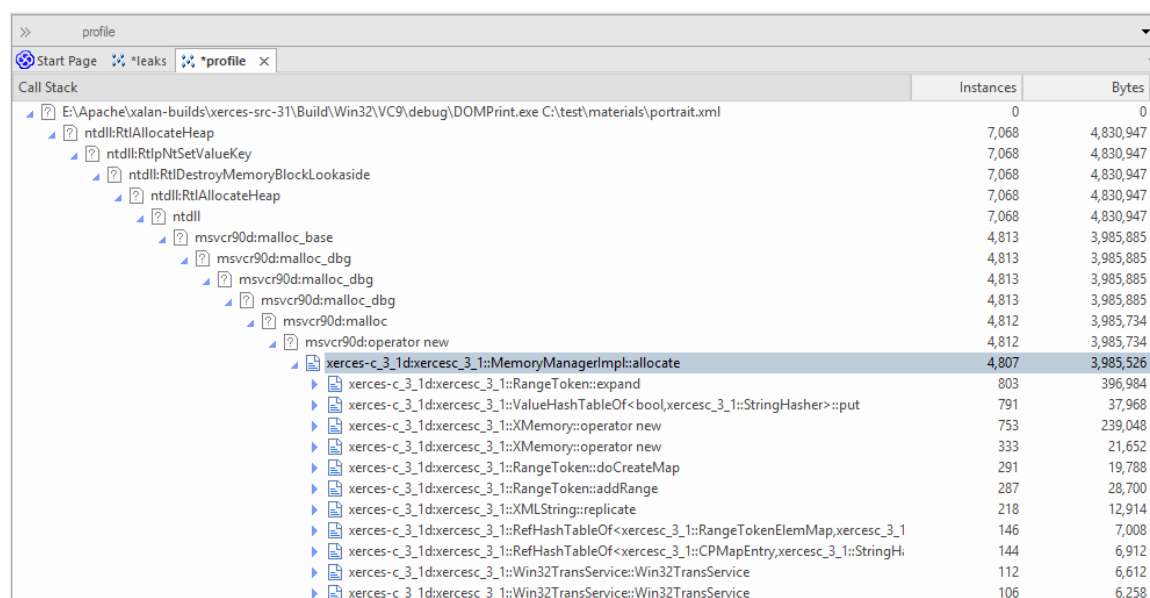 profile
Start Page *leaks *profile
Call Stack Instances Bytes
E:\Apache\xalan-builds\xerces-src-31\Build\Win32\VC9\debug\DOMPrint.exe C:\test\materials\portrait.xml 0 0
ntdll:RtlAllocateHeap 7,068 4,830,947
ntdll:RtlpNtSetValueKey 7,068 4,830,947
ntdll:RtlDestroyMemoryBlockLookaside 7,068 4,830,947
ntdll:RtlAllocateHeap 7,068 4,830,947
ntdll 7,068 4,830,947
msvcr90d:malloc_base 4,813 3,985,885
msvcr90d:malloc_dbg 4,813 3,985,885
msvcr90d:malloc_dbg 4,813 3,985,885
msvcr90d:malloc_dbg 4,813 3,985,885
msvcr90d:malloc 4,812 3,985,734
msvcr90d:operator new 4,812 3,985,734
xerces-c_3_1d:xercesc_3_1::MemoryManagerImpl::allocate 4,807 3,985,526
xerces-c_3_1d:xercesc_3_1::RangeToken::expand 803 396,984
xerces-c_3_1d:xercesc_3_1::ValueHashTableOf<bool,xercesc_3_1::StringHasher>::put 791 37,968
xerces-c_3_1d:xercesc_3_1::XMemory::operator new 753 239,048
xerces-c_3_1d:xercesc_3_1::XMemory::operator new 333 21,652
xerces-c_3_1d:xercesc_3_1::RangeToken::doCreateMap 291 19,788
xerces-c_3_1d:xercesc_3_1::RangeToken::addRange 287 28,700
xerces-c_3_1d:xercesc_3_1::XMLString::replicate 218 12,914
xerces-c_3_1d:xercesc_3_1::RefHashTableOf<xercesc_3_1::RangeTokenElemMap,xercesc_3_1 146 7,008
xerces-c_3_1d:xercesc_3_1::RefHashTableOf<xercesc_3_1::CPMapEntry,xercesc_3_1::StringHa 144 6,912
xerces-c_3_1d:xercesc_3_1::Win32TransService::Win32TransService 112 6,612
xerces-c_3_1d:xercesc_3_1::Win32TransService::Win32TransService 106 6,258